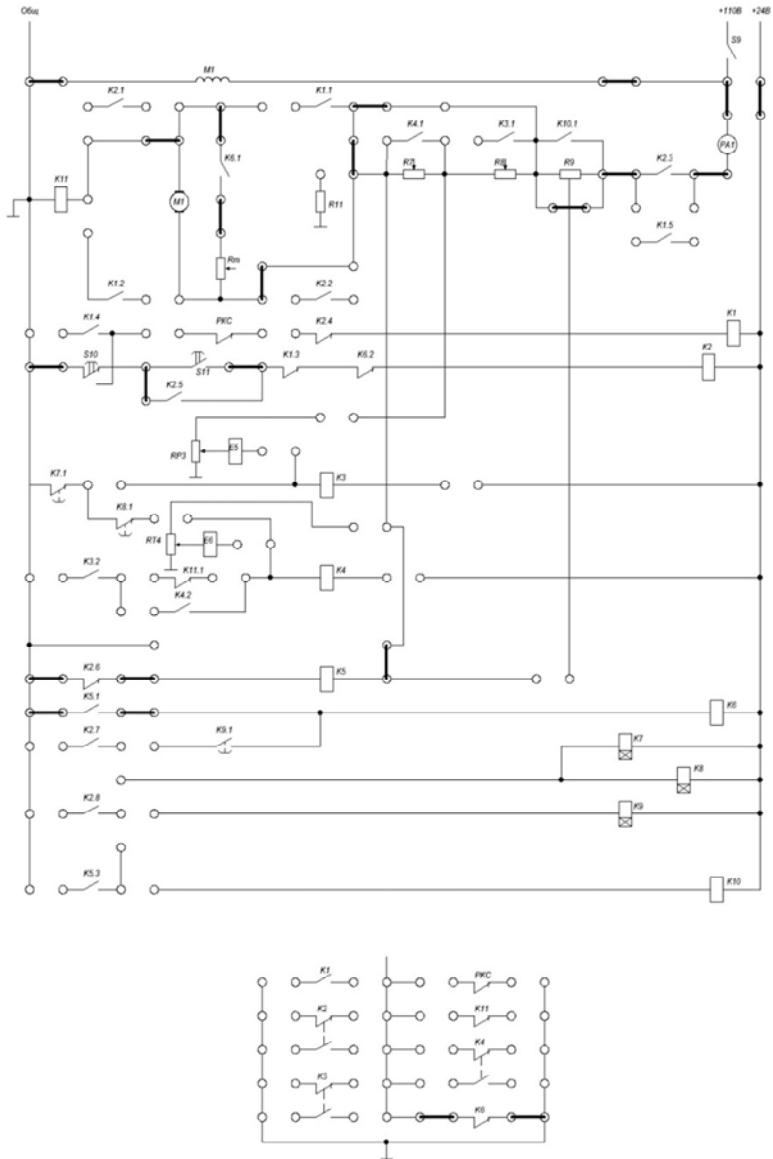 Общ +110В +24В
S9
M1
K2.1 K1.1
K4.1 K3.1 K10.1
K6.1 PA1
R7 R8 R9 K2.3
K11 M1 R11
K1.5
Rm
K1.2 K2.2
K1.4 РКС K2.4 K1
S10 S11 K1.3 K6.2 K2
K2.5
RP3 E5
K7.1 K3
K8.1
RT4 E6
K3.2 K11.1 K4
K4.2
K2.6 K5
K5.1 K6
K2.7 K9.1 K7
K8
K2.8 K9
K5.3 K10
K1 РКС
K2 K11
K4
K3
K6